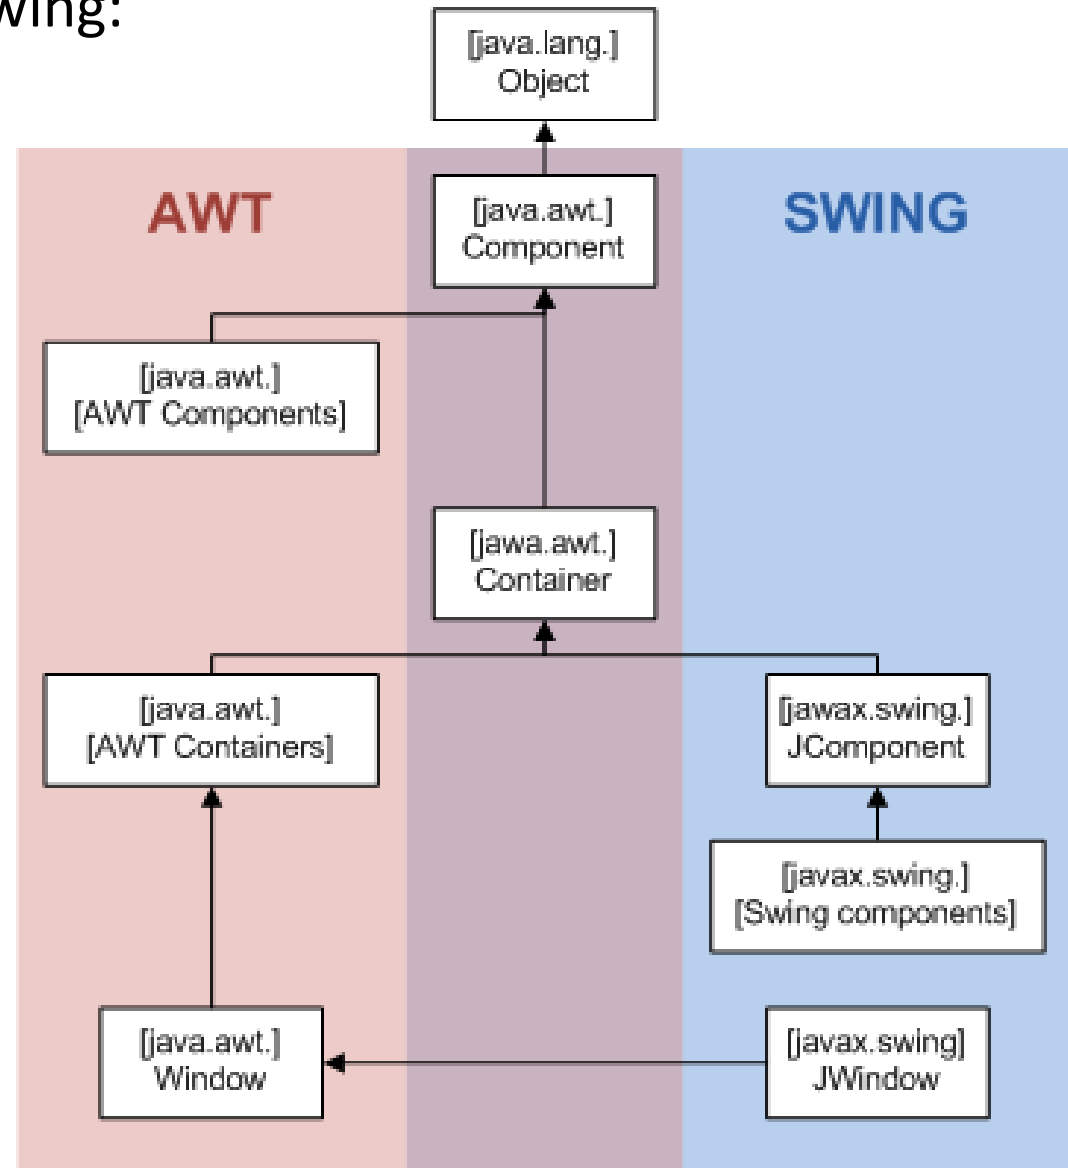 wing:
[java.lang.]
Object
AWT
SWING
[java.awt.]
Component
[java.awt.]
[AWT Components]
[jawa.awt.]
Container
[java.awt.]
[AWT Containers]
[jawax.swing.]
JComponent
[javax.swing.]
[Swing components]
[java.awt.]
Window
[javax.swing]
JWindow